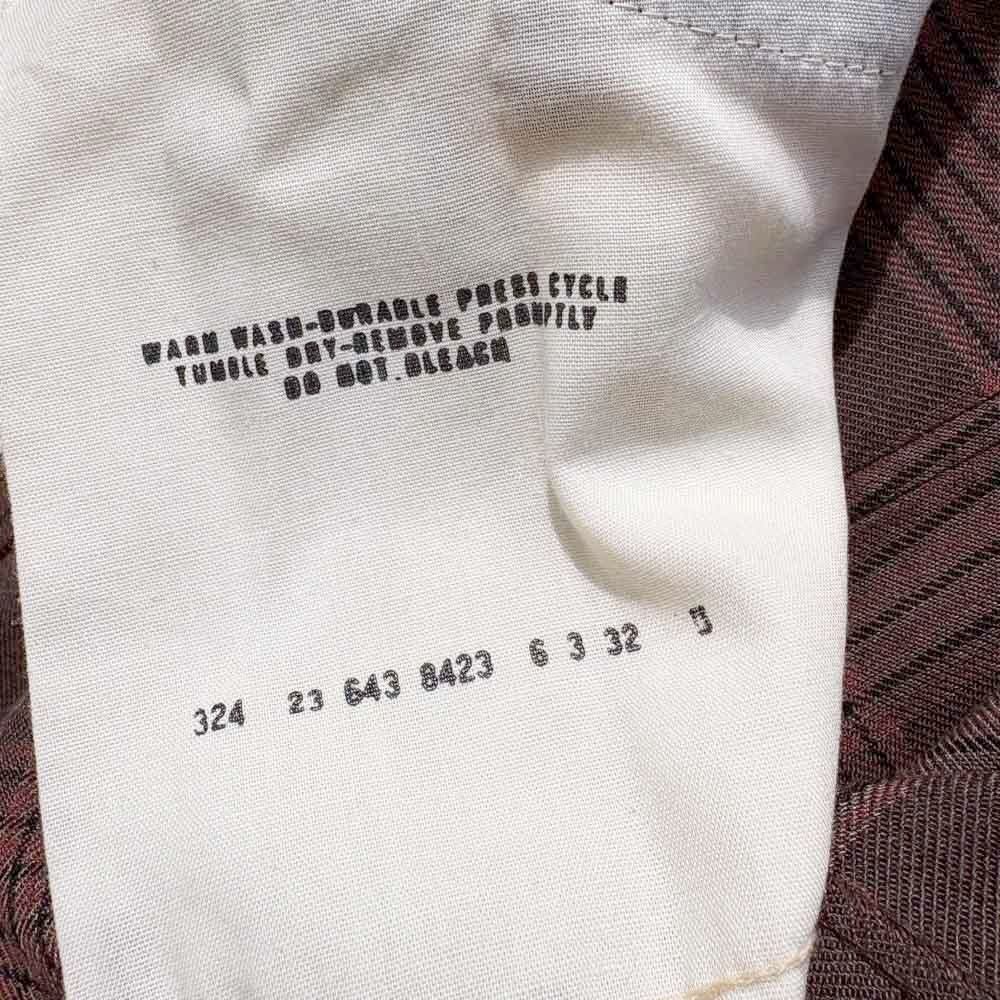 WARM WASH-DURABLE PRESS CYCLE
TUMBLE DRY-REMOVE PROMPTLY
DO NOT BLEACH
324 23 643 8423 6 3 32